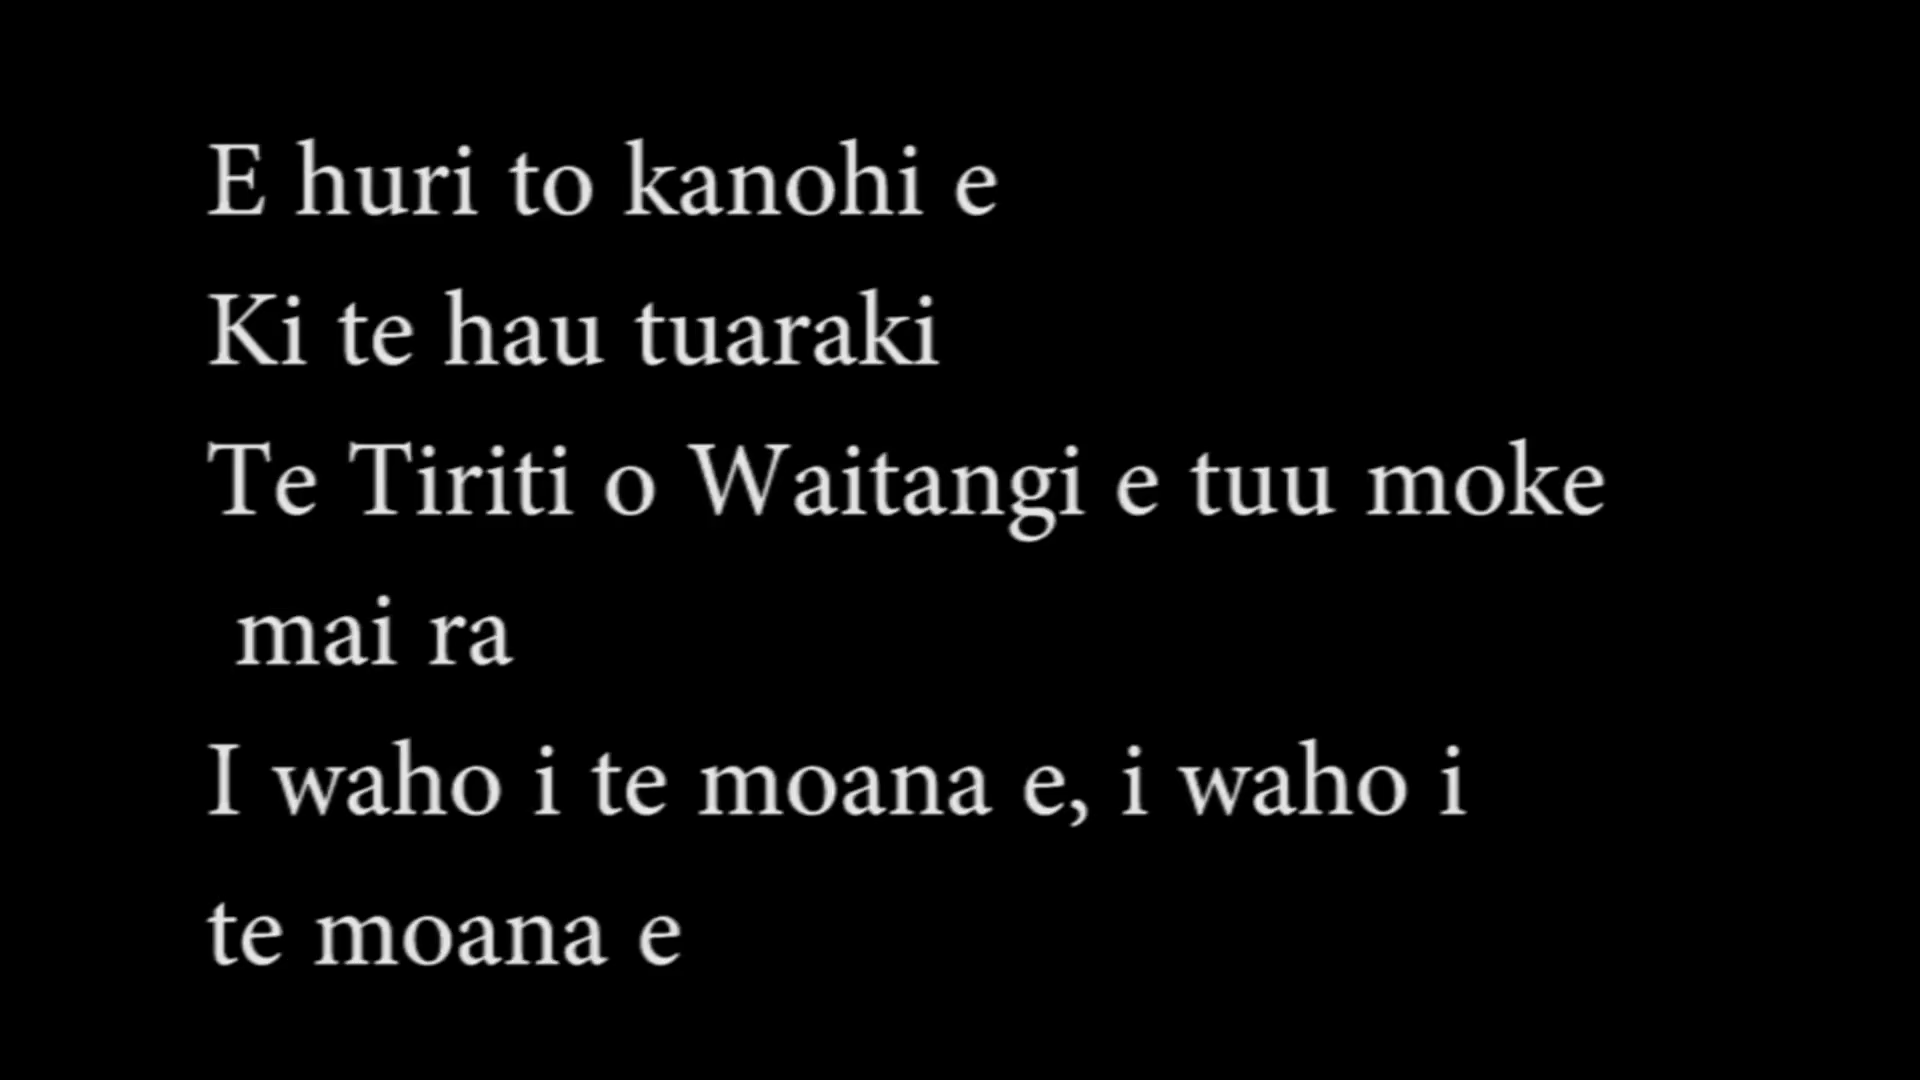 E huri to kanohi e
Ki te hau tuaraki
Te Tiriti o Waitangi e tuu moke
mai ra
I waho i te moana e, i waho i
te moana e